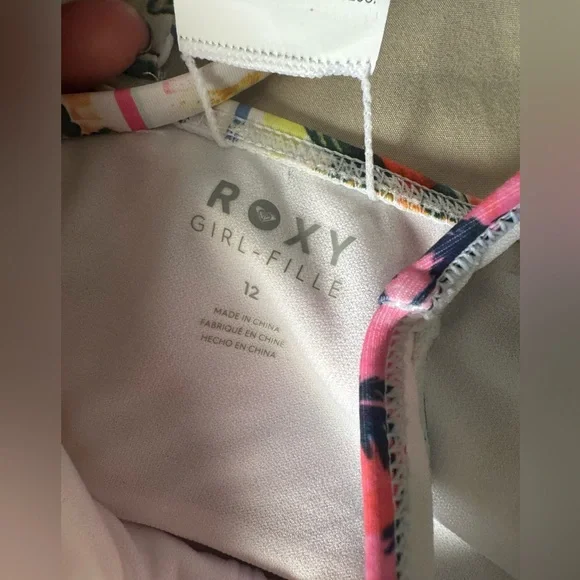 ROXY
GIRL-FILLE
12
MADE IN CHINA
FABRIQUÉ EN CHINE
HECHO EN CHINA